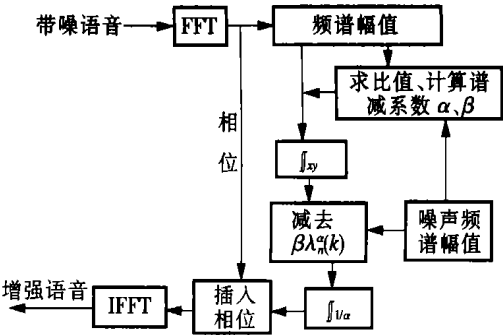 带噪语音
FFT
频谱幅值
求比值、计算谱
减系数 α、β
相
位
∬xy
减去
βλₙᵅ(k)
噪声频
谱幅值
增强语音
IFFT
插入
相位
∬1/α